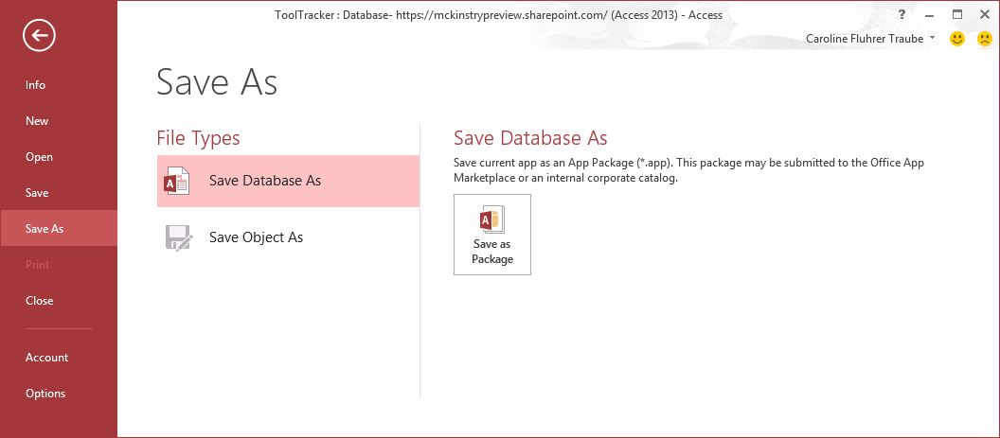 ToolTracker : Database- https://mckinstrypreview.sharepoint.com/ (Access 2013) - Access
?
Caroline Fluhrer Traube
Info
New
Open
Save
Save As
Print
Close
Account
Options
Save As
File Types
A
Save Database As
Save Object As
Save Database As
Save current app as an App Package (*.app). This package may be submitted to the Office App
Marketplace or an internal corporate catalog.
A
Save as
Package